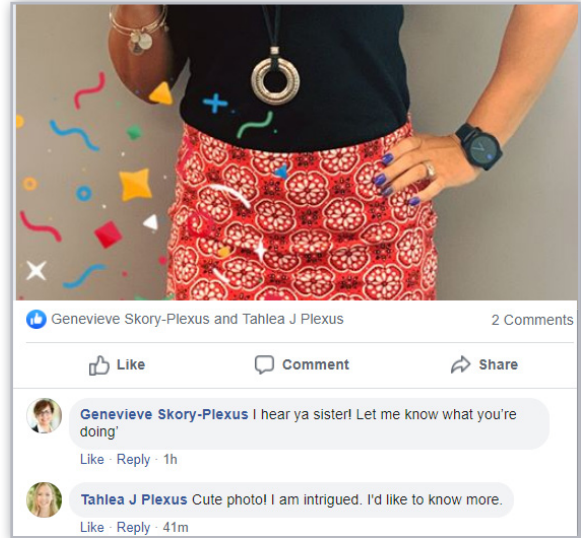 Genevieve Skory-Plexus and Tahlea J Plexus 2 Comments
Like Comment Share
Genevieve Skory-Plexus I hear ya sister! Let me know what you're
doing'
Like · Reply · 1h
Tahlea J Plexus Cute photo! I am intrigued. I'd like to know more.
Like · Reply · 41m